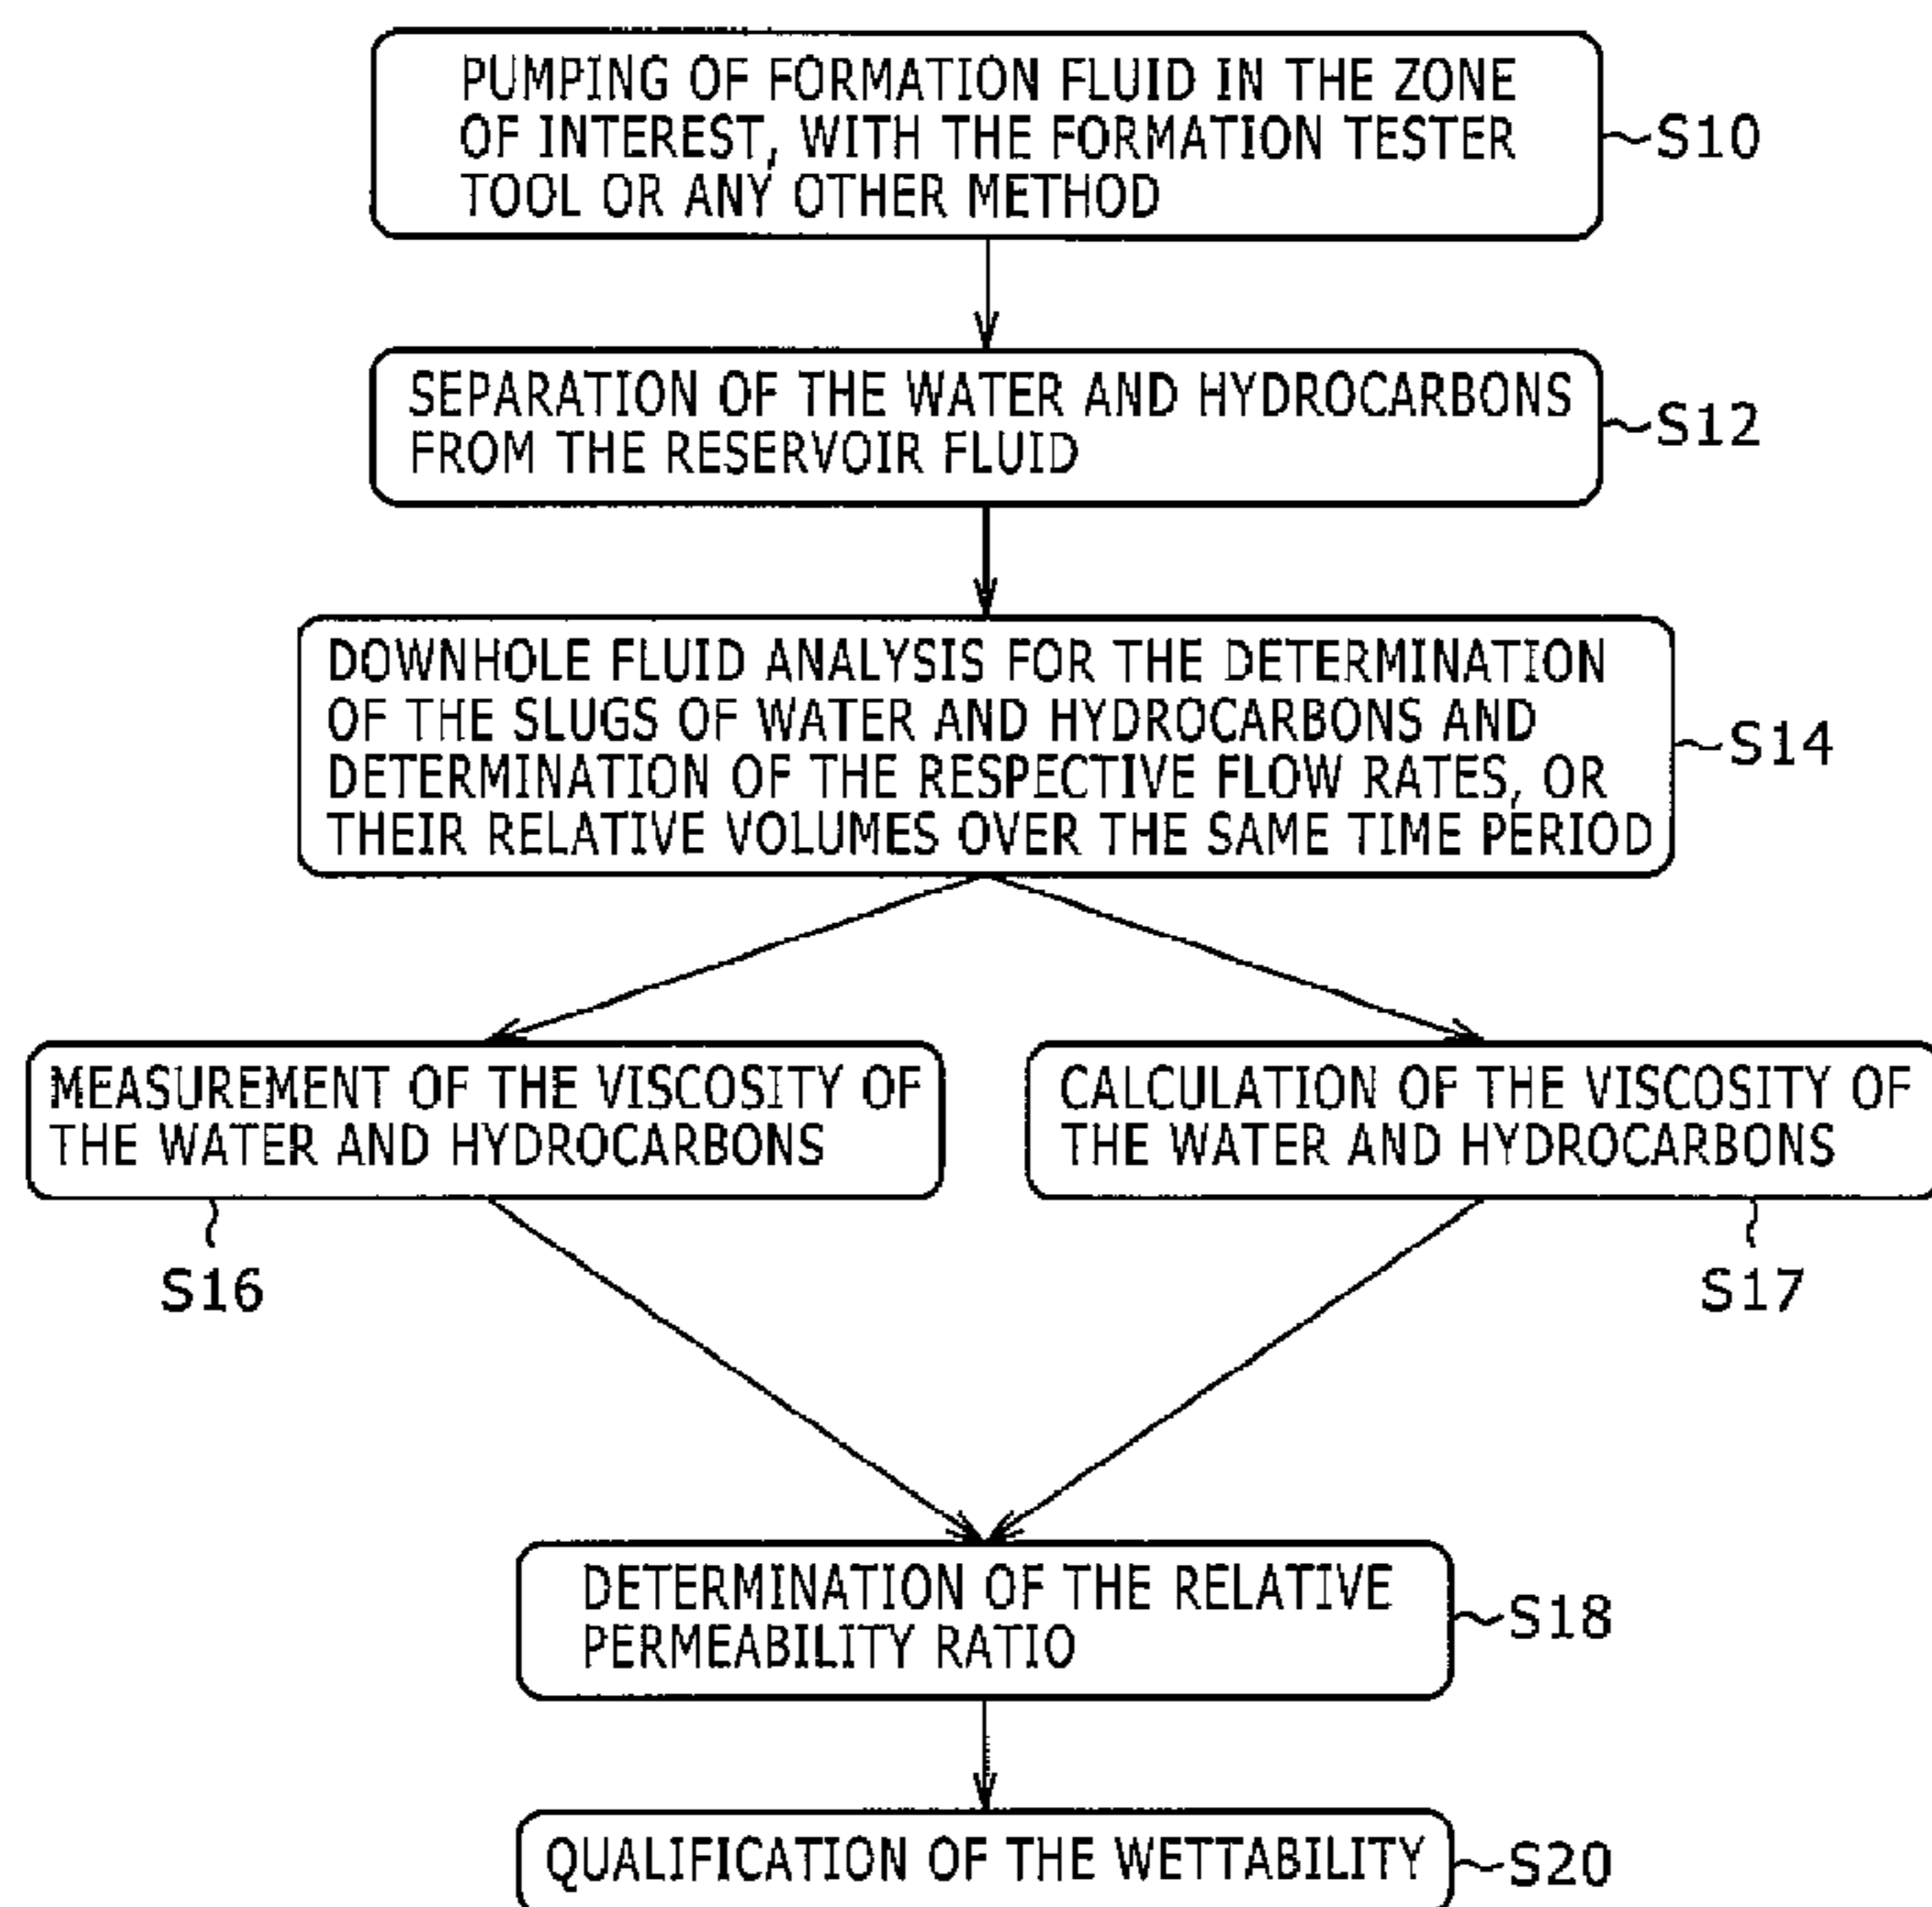 PUMPING OF FORMATION FLUID IN THE ZONE
OF INTEREST, WITH THE FORMATION TESTER
TOOL OR ANY OTHER METHOD
S10
SEPARATION OF THE WATER AND HYDROCARBONS
FROM THE RESERVOIR FLUID
S12
DOWNHOLE FLUID ANALYSIS FOR THE DETERMINATION
OF THE SLUGS OF WATER AND HYDROCARBONS AND
DETERMINATION OF THE RESPECTIVE FLOW RATES, OR
THEIR RELATIVE VOLUMES OVER THE SAME TIME PERIOD
S14
MEASUREMENT OF THE VISCOSITY OF
THE WATER AND HYDROCARBONS
S16
CALCULATION OF THE VISCOSITY OF
THE WATER AND HYDROCARBONS
S17
DETERMINATION OF THE RELATIVE
PERMEABILITY RATIO
S18
QUALIFICATION OF THE WETTABILITY
S20